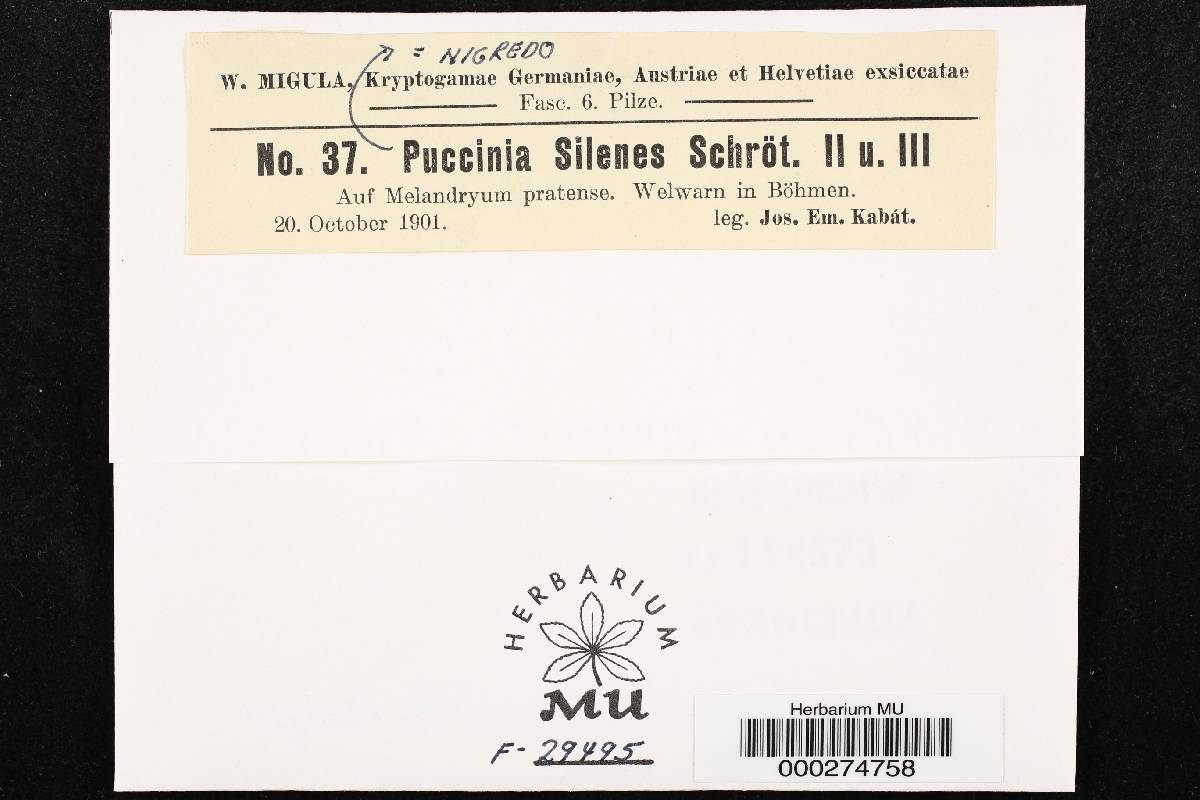 = NIGREDO
W. MIGULA, Kryptogamae Germaniae, Austriae et Helvetiae exsiccatae
Fasc. 6. Pilze.
No. 37. Puccinia Silenes Schröt. II u. III
Auf Melandryum pratense. Welwarn in Böhmen.
20. October 1901. leg. Jos. Em. Kabát.
HERBARIUM
MU
F-29495
Herbarium MU
000274758